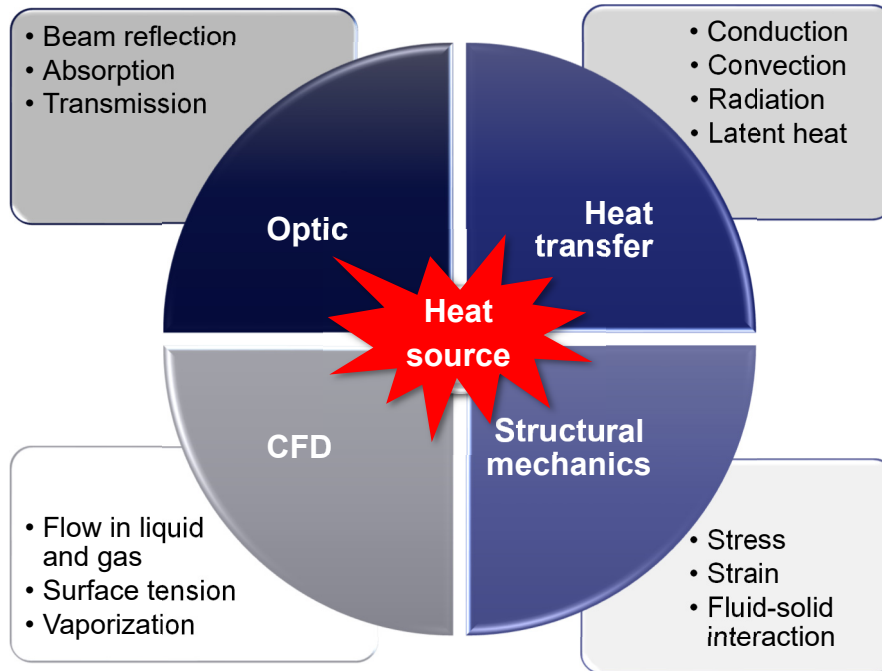 • Beam reflection
• Absorption
• Transmission
• Conduction
• Convection
• Radiation
• Latent heat
Optic
Heat
transfer
Heat
source
CFD
Structural
mechanics
• Flow in liquid
and gas
• Surface tension
• Vaporization
• Stress
• Strain
• Fluid-solid
interaction